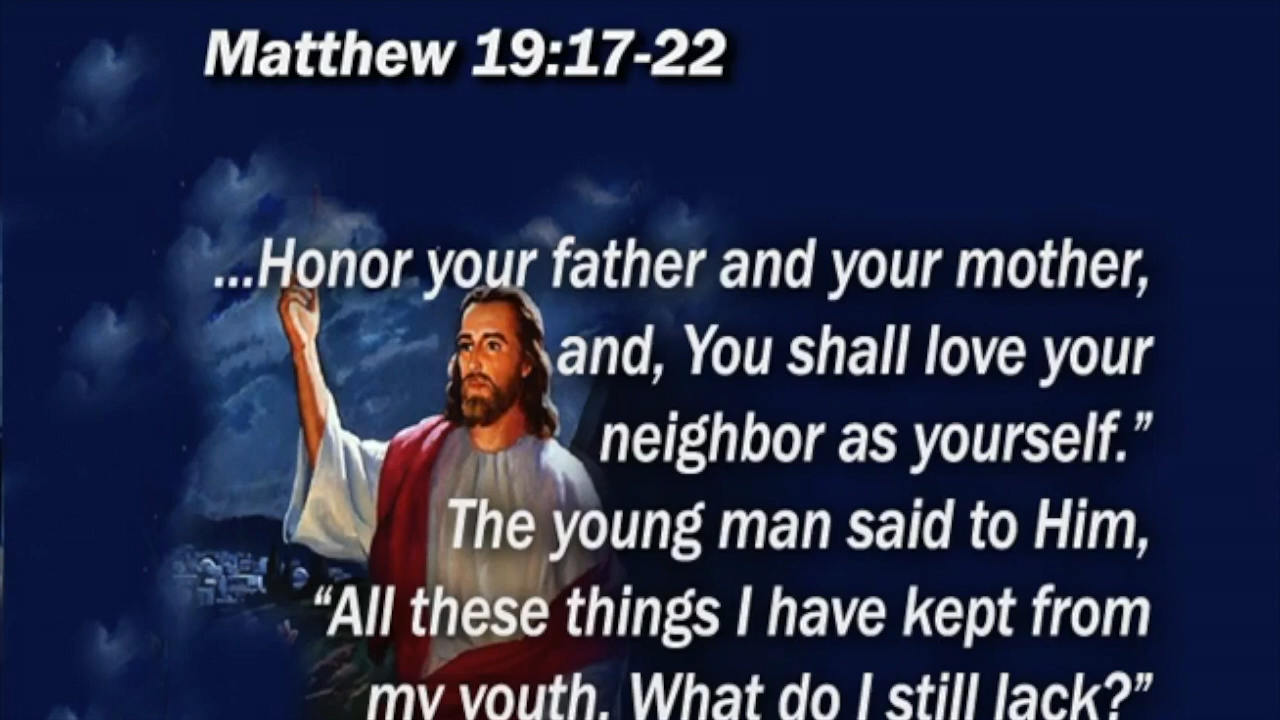 Matthew 19:17-22
...Honor your father and your mother,
and, You shall love your
neighbor as yourself.”
The young man said to Him,
“All these things I have kept from
my youth. What do I still lack?”